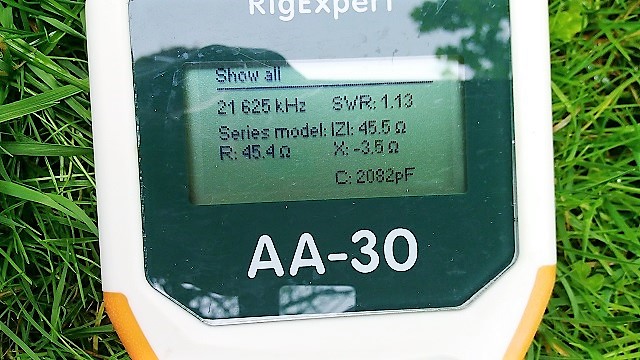 RigExpert
Show all
21 625 kHz SWR: 1.13
Series model: |Z|: 45.5 Ω
R: 45.4 Ω X: -3.5 Ω
C: 2082pF
AA-30